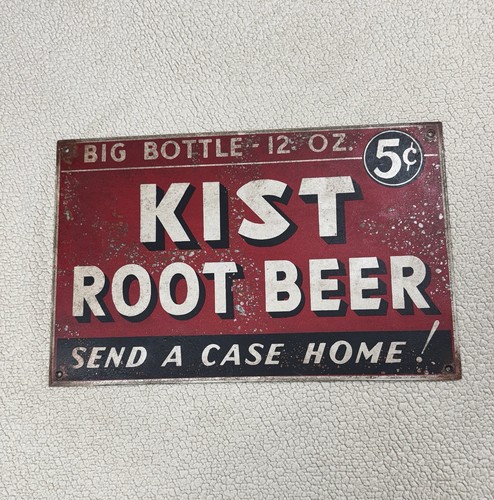 BIG BOTTLE - 12 OZ.
5¢
KIST
ROOT BEER
SEND A CASE HOME!